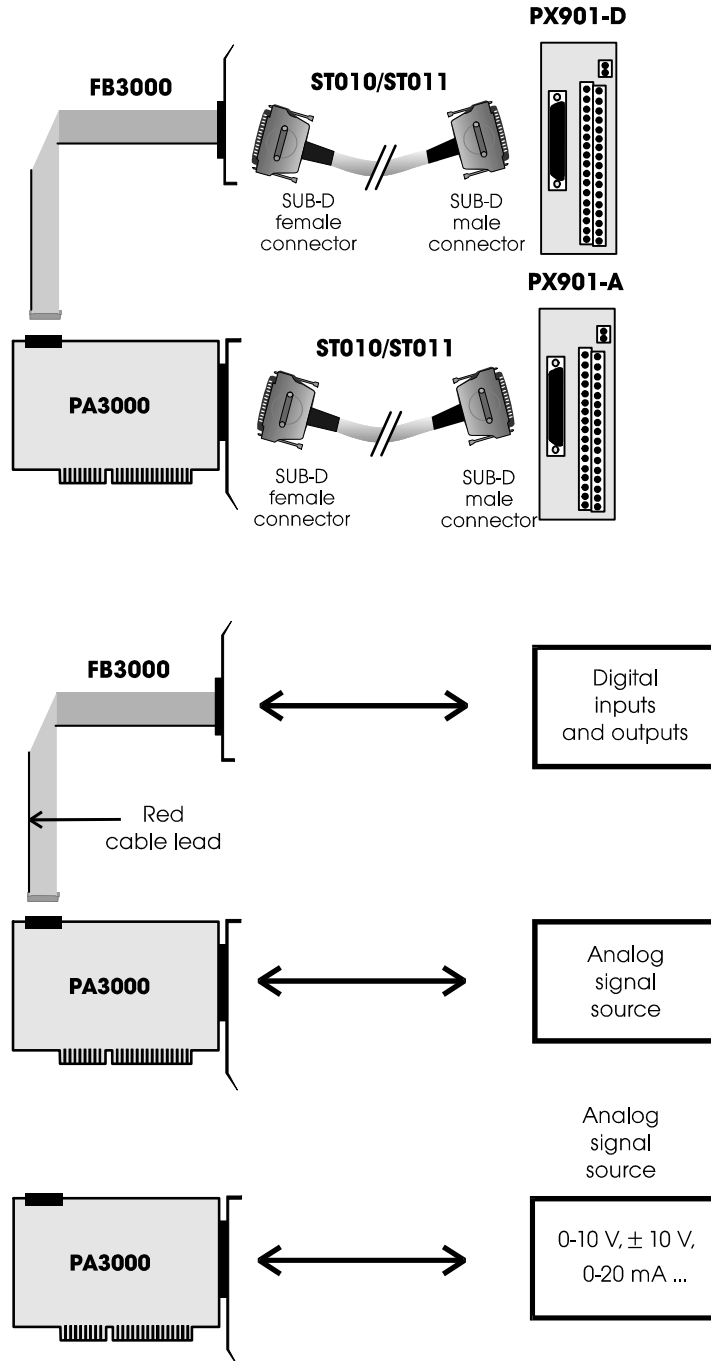 PX901-D
FB3000
ST010/ST011
SUB-D
female
connector
SUB-D
male
connector
PX901-A
ST010/ST011
PA3000
SUB-D
female
connector
SUB-D
male
connector
FB3000
Digital
inputs
and outputs
Red
cable lead
PA3000
Analog
signal
source
Analog
signal
source
PA3000
0-10 V, ± 10 V,
0-20 mA ...